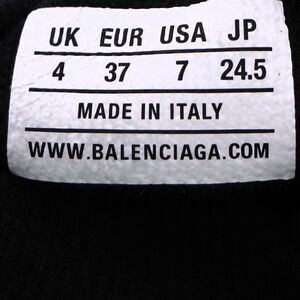 UK EUR USA JP
4 37 7 24.5
MADE IN ITALY
WWW.BALENCIAGA.COM